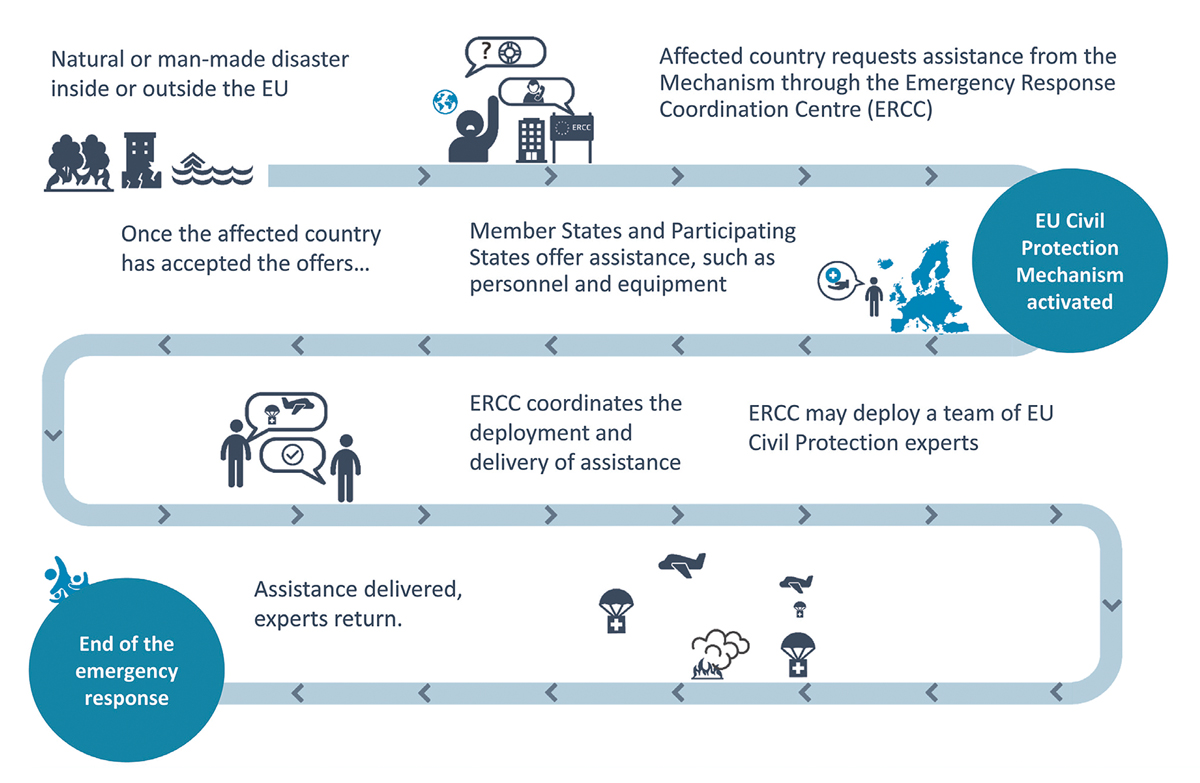 Natural or man-made disaster
inside or outside the EU
?
ERCC
Affected country requests assistance from the
Mechanism through the Emergency Response
Coordination Centre (ERCC)
EU Civil
Protection
Mechanism
activated
Member States and Participating
States offer assistance, such as
personnel and equipment
Once the affected country
has accepted the offers...
ERCC coordinates the
deployment and
delivery of assistance
ERCC may deploy a team of EU
Civil Protection experts
Assistance delivered,
experts return.
End of the
emergency
response